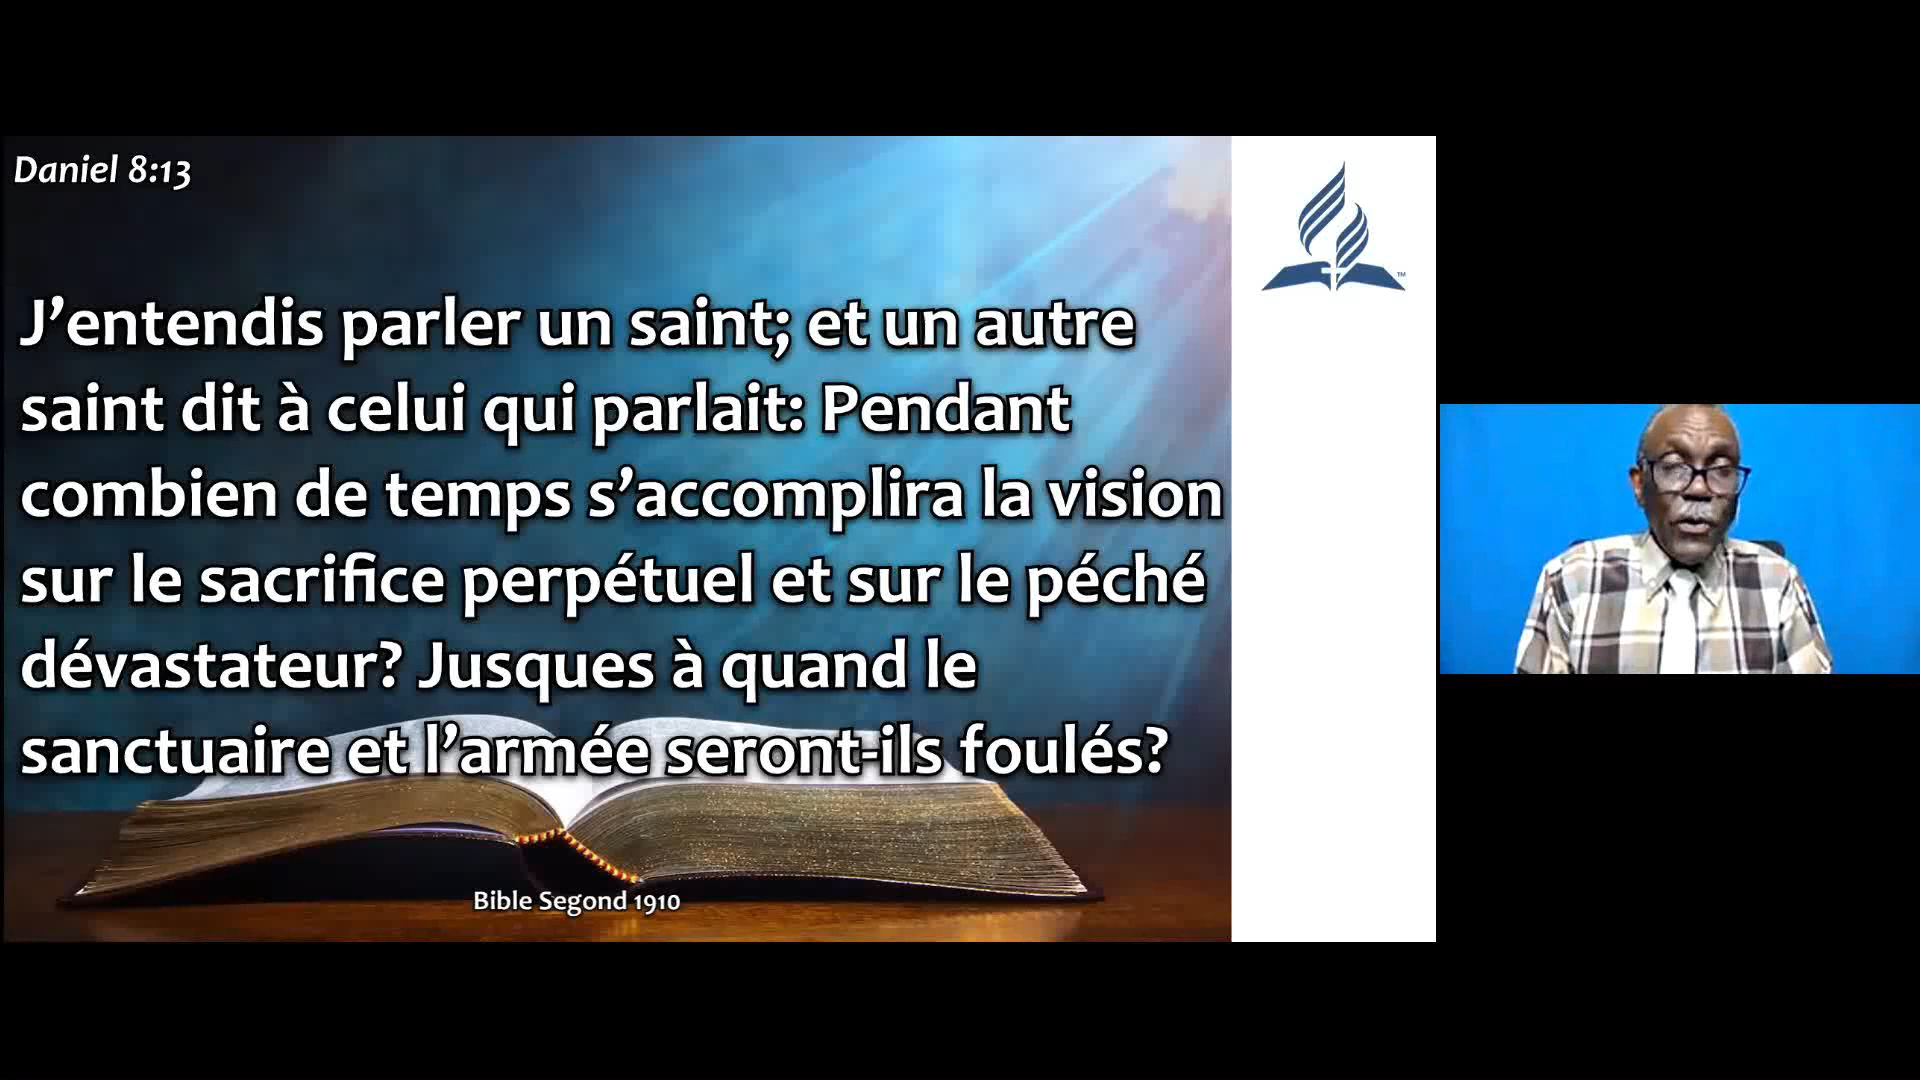 Daniel 8:13
J’entendis parler un saint; et un autre
saint dit à celui qui parlait: Pendant
combien de temps s’accomplira la vision
sur le sacrifice perpétuel et sur le péché
dévastateur? Jusques à quand le
sanctuaire et l’armée seront-ils foulés?
Bible Segond 1910
TM